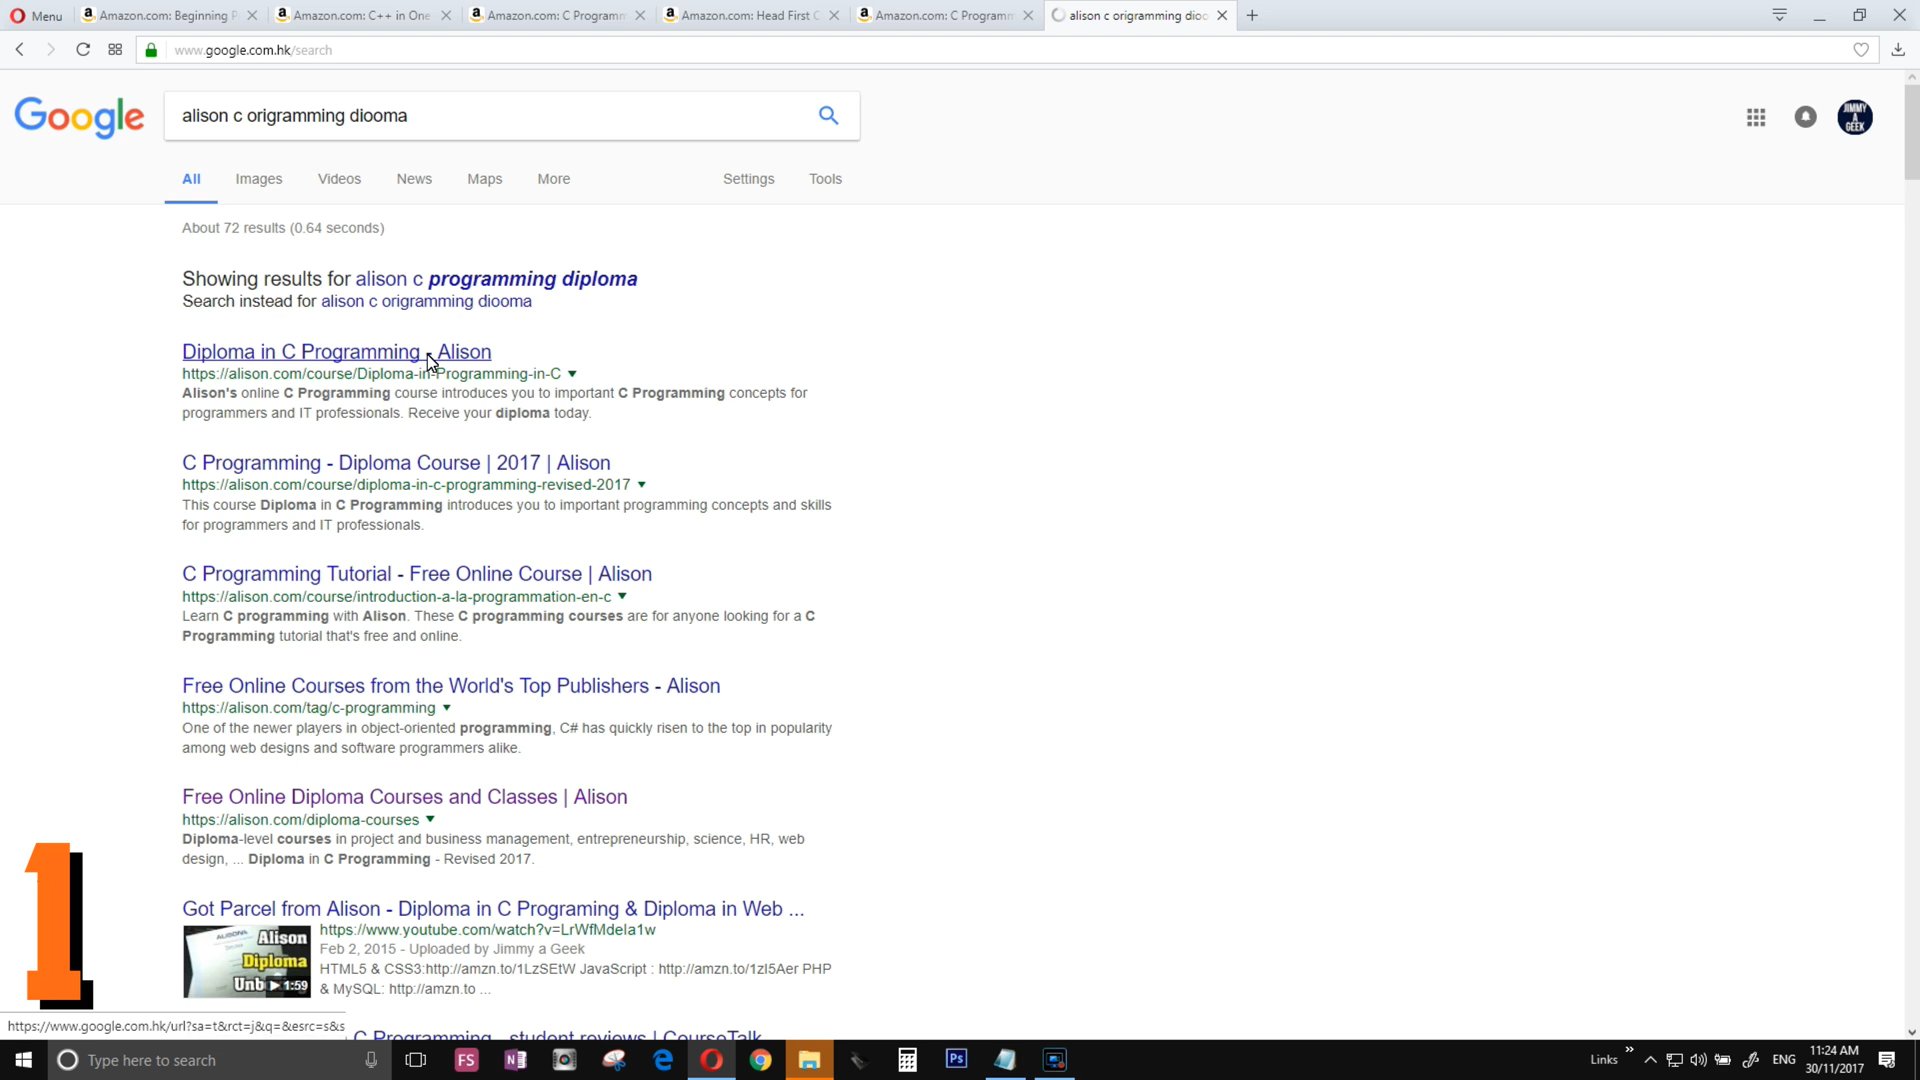 Menu
Amazon.com: Beginning P
Amazon.com: C++ in One
Amazon.com: C Programm
Amazon.com: Head First C
Amazon.com: C Programm
alison c origramming dioo
www.google.com.hk/search
Google
alison c origramming diooma
JIMMY
A
GEEK
All
Images
Videos
News
Maps
More
Settings
Tools
About 72 results (0.64 seconds)
Showing results for alison c programming diploma
Search instead for alison c origramming diooma
Diploma in C Programming - Alison
https://alison.com/course/Diploma-in-Programming-in-C
Alison's online C Programming course introduces you to important C Programming concepts for
programmers and IT professionals. Receive your diploma today.
C Programming - Diploma Course | 2017 | Alison
https://alison.com/course/diploma-in-c-programming-revised-2017
This course Diploma in C Programming introduces you to important programming concepts and skills
for programmers and IT professionals.
C Programming Tutorial - Free Online Course | Alison
https://alison.com/course/introduction-a-la-programmation-en-c
Learn C programming with Alison. These C programming courses are for anyone looking for a C
Programming tutorial that's free and online.
Free Online Courses from the World's Top Publishers - Alison
https://alison.com/tag/c-programming
One of the newer players in object-oriented programming, C# has quickly risen to the top in popularity
among web designs and software programmers alike.
Free Online Diploma Courses and Classes | Alison
https://alison.com/diploma-courses
Diploma-level courses in project and business management, entrepreneurship, science, HR, web
design, ... Diploma in C Programming - Revised 2017.
Got Parcel from Alison - Diploma in C Programing & Diploma in Web ...
https://www.youtube.com/watch?v=LrWfMdela1w
Feb 2, 2015 - Uploaded by Jimmy a Geek
HTML5 & CSS3:http://amzn.to/1LzSEtW JavaScript : http://amzn.to/1zI5Aer PHP
& MySQL: http://amzn.to ...
Alison
Diploma
Unb
1:59
1
https://www.google.com.hk/url?sa=t&rct=j&q=&esrc=s&s
C Programming - student reviews | CourseTalk
Type here to search
FS
N
Ps
Links
ENG
11:24 AM
30/11/2017